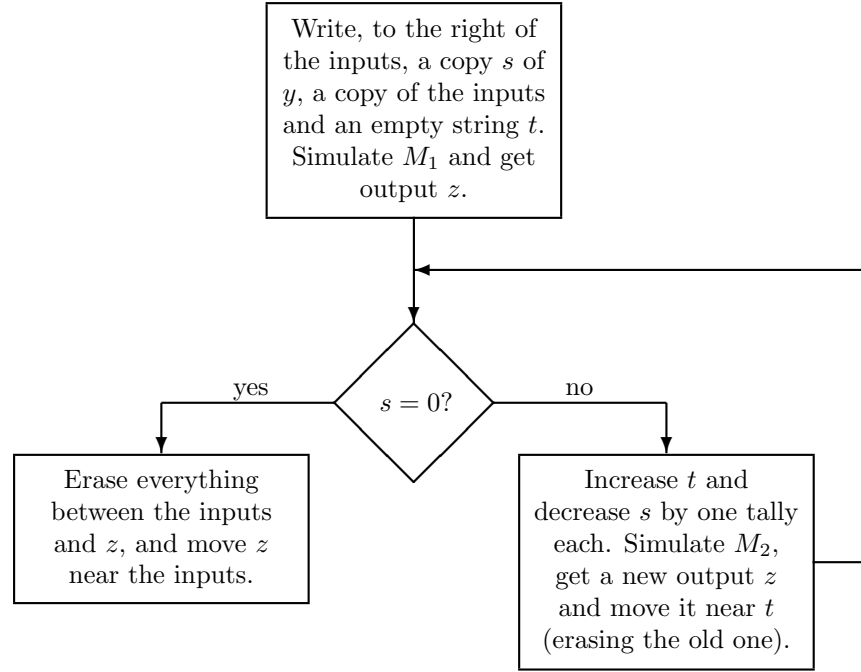 Write, to the right of
the inputs, a copy s of
y, a copy of the inputs
and an empty string t.
Simulate M₁ and get
output z.
yes
s = 0?
no
Erase everything
between the inputs
and z, and move z
near the inputs.
Increase t and
decrease s by one tally
each. Simulate M₂,
get a new output z
and move it near t
(erasing the old one).